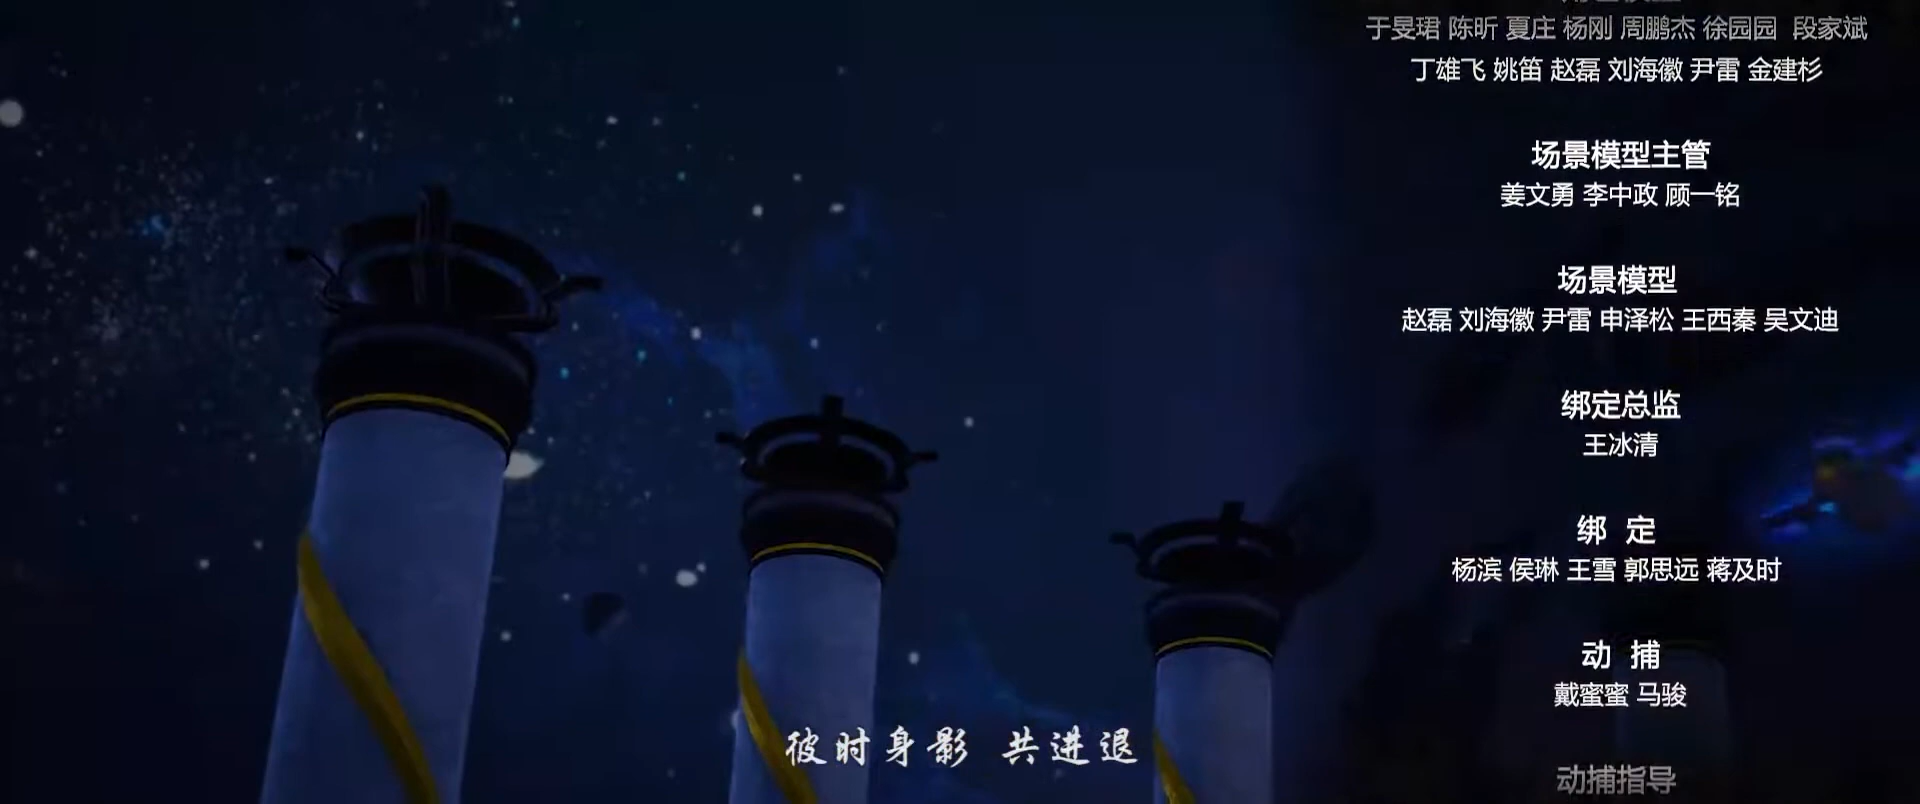 于旻珺 陈昕 夏庄 杨刚 周鹏杰 徐园园 段家斌
丁雄飞 姚笛 赵磊 刘海徽 尹雷 金建杉
场景模型主管
姜文勇 李中政 顾一铭
场景模型
赵磊 刘海徽 尹雷 申泽松 王西秦 吴文迪
绑定总监
王冰清
绑 定
杨滨 侯琳 王雪 郭思远 蒋及时
动 捕
戴蜜蜜 马骏
彼时身影 共进退
动捕指导